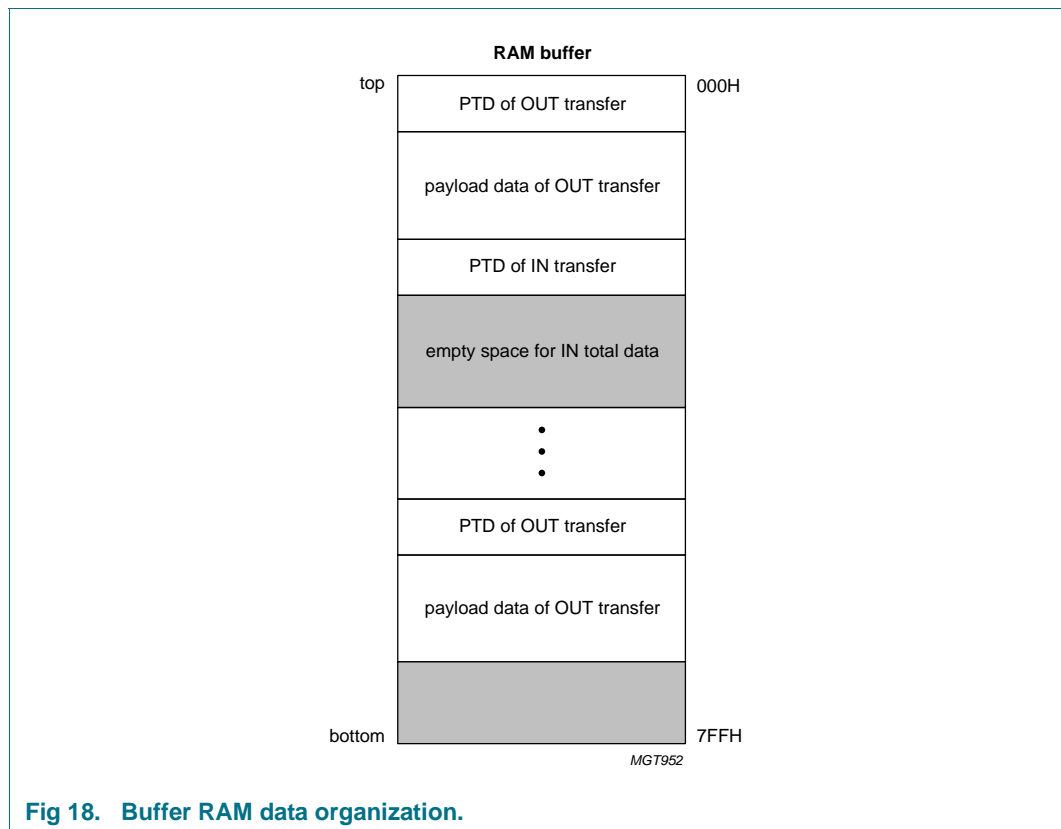 RAM buffer
top
000H
PTD of OUT transfer
payload data of OUT transfer
PTD of IN transfer
empty space for IN total data
PTD of OUT transfer
payload data of OUT transfer
bottom
7FFH
MGT952
Fig 18. Buffer RAM data organization.